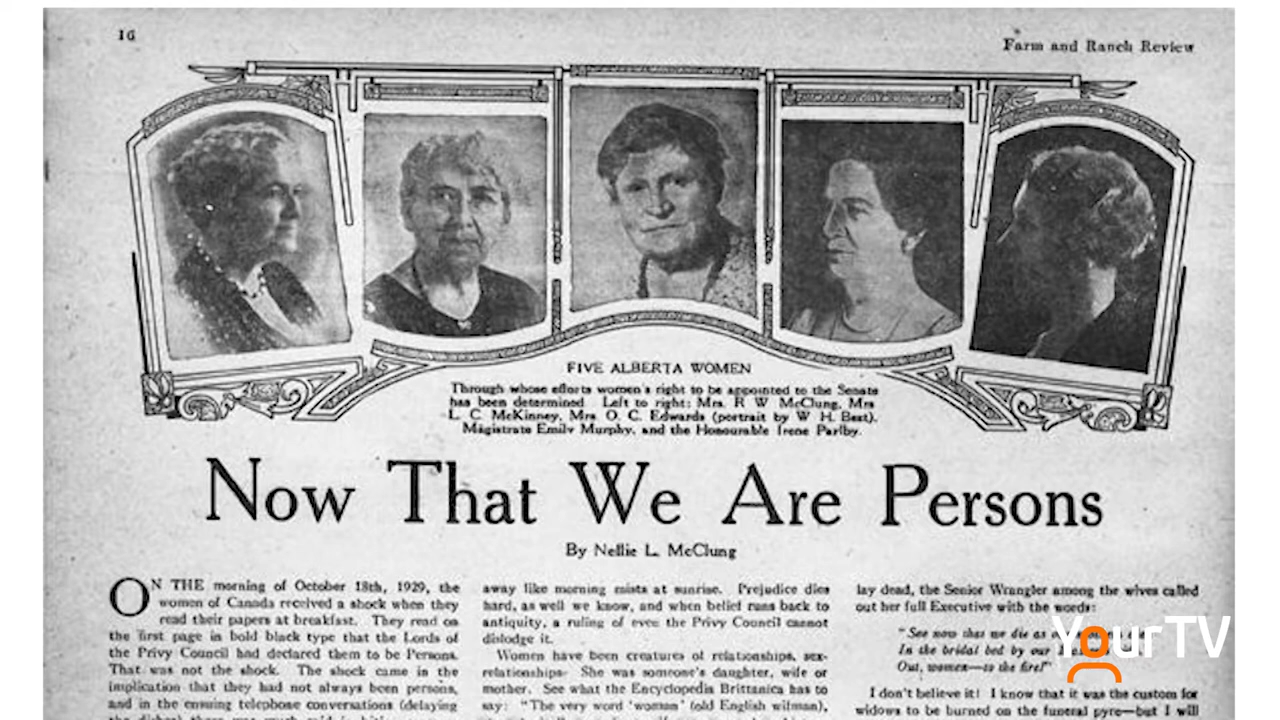 16
Farm and Ranch Review
FIVE ALBERTA WOMEN
Through whose efforts women's right to be appointed to the Senate
has been determined Left to right: Mrs. R W McClung, Mrs
L. C. McKinney, Mrs. O. C. Edwards (portrait by W. H. Best),
Magistrate Emily Murphy, and the Honourable Irene Parlby.
Now That We Are Persons
By Nellie L. McClung
ON THE morning of October 18th, 1929, the
women of Canada received a shock when they
read their papers at breakfast. They read on
the first page in bold black type that the Lords of
the Privy Council had declared them to be Persons.
That was not the shock. The shock came in the
implication that they had not always been persons,
and in the ensuing telephone conversations (delaying
away like morning mists at sunrise. Prejudice dies
hard, as well we know, and when belief runs back to
antiquity, a ruling of even the Privy Council cannot
dislodge it.
Women have been creatures of relationships, sex-
relationships. She was someone's daughter, wife or
mother. See what the Encyclopedia Brittanica has to
say: "The very word 'woman' (old English wifman),
lay dead, the Senior Wrangler among the wives called
out her full Executive with the words:
"See now that we die as
In the bridal bed by our
Out, women—to the fire!"
I don't believe it! I know that it was the custom for
widows to be burned on the funeral pyre—but I will
YourTV